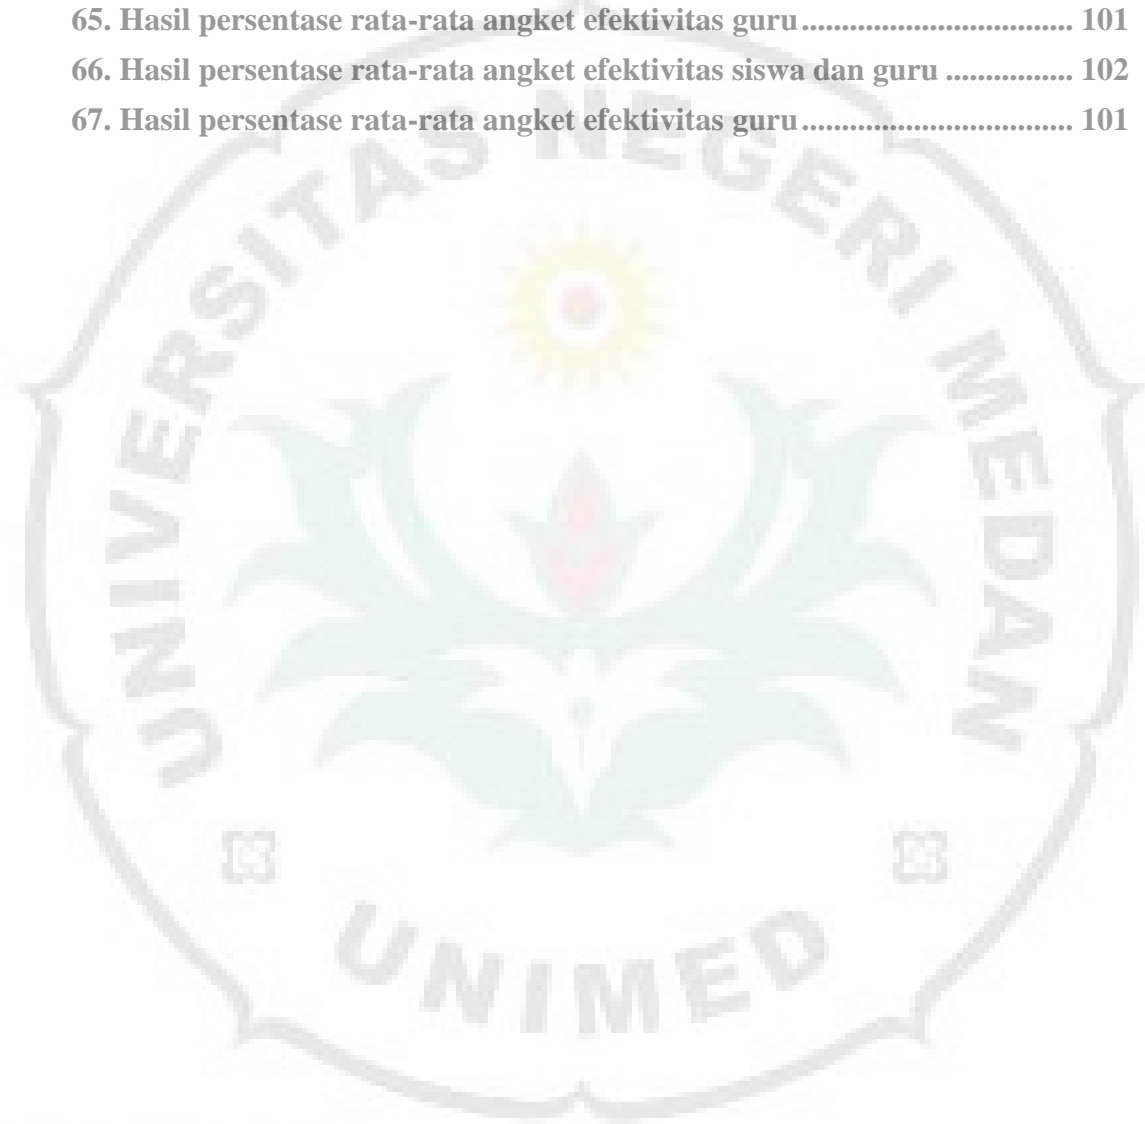 65. Hasil persentase rata-rata angket efektivitas guru.................................. 101
66. Hasil persentase rata-rata angket efektivitas siswa dan guru ................ 102
67. Hasil persentase rata-rata angket efektivitas guru.................................. 101
UNIVERSITAS NEGERI MEDAN
UNIMED